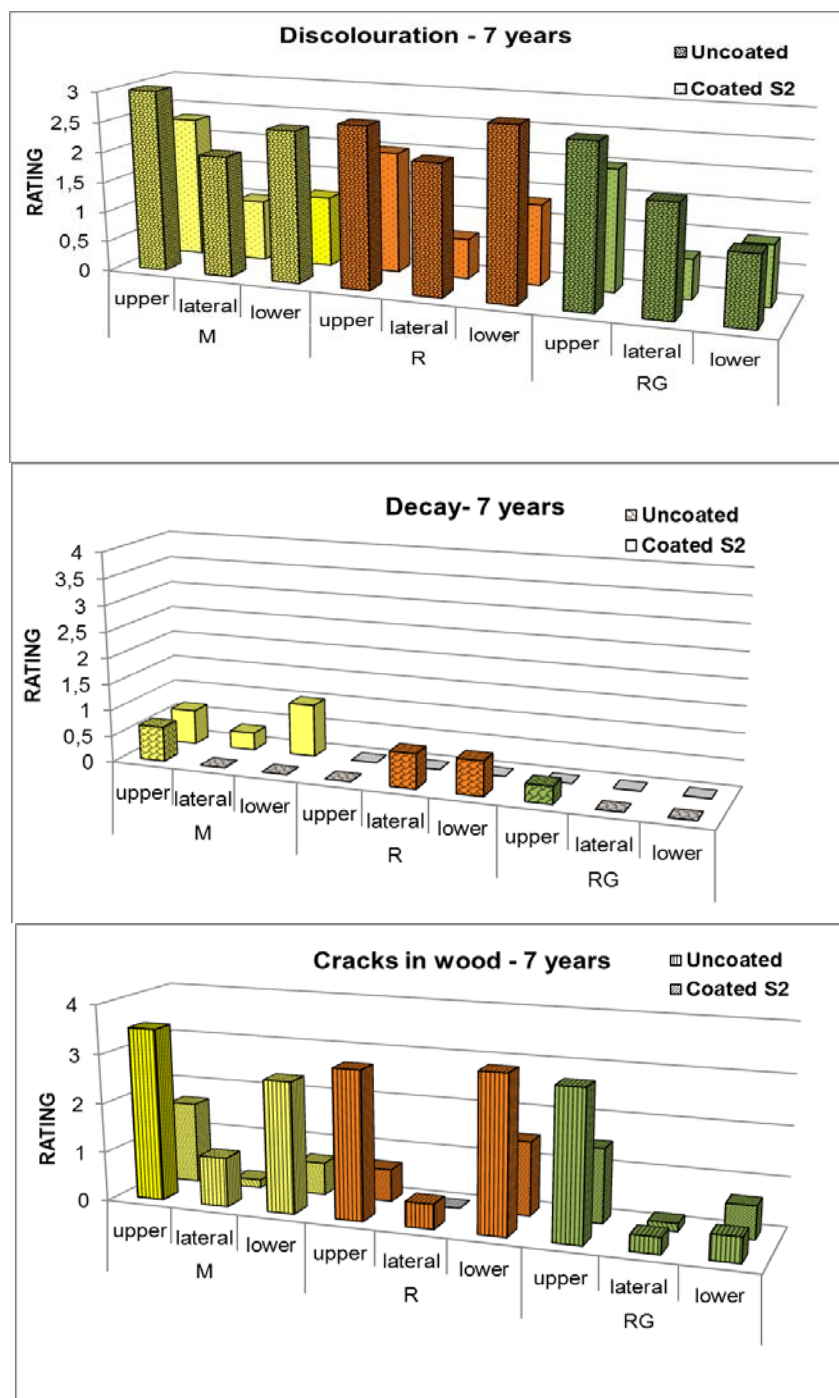 Discolouration - 7 years
Uncoated
Coated S2
RATING
3
2,5
2
1,5
1
0,5
0
upper lateral lower upper lateral lower upper lateral lower
M R RG
Decay- 7 years
Uncoated
Coated S2
RATING
4
3,5
3
2,5
2
1,5
1
0,5
0
upper lateral lower upper lateral lower upper lateral lower
M R RG
Cracks in wood - 7 years
Uncoated
Coated S2
RATING
4
3
2
1
0
upper lateral lower upper lateral lower upper lateral lower
M R RG